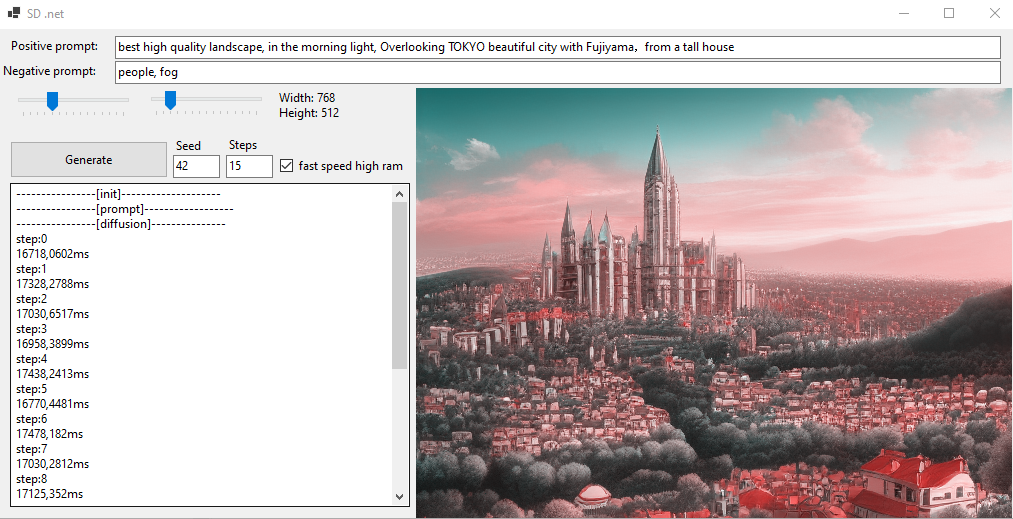 SD .net
Positive prompt: best high quality landscape, in the morning light, Overlooking TOKYO beautiful city with Fujiyama，from a tall house
Negative prompt: people, fog
Width: 768
Height: 512
Generate
Seed
42
Steps
15
fast speed high ram
----------------[init]--------------------
----------------[prompt]------------------
----------------[diffusion]---------------
step:0
16718,0602ms
step:1
17328,2788ms
step:2
17030,6517ms
step:3
16958,3899ms
step:4
17438,2413ms
step:5
16770,4481ms
step:6
17478,182ms
step:7
17030,2812ms
step:8
17125,352ms